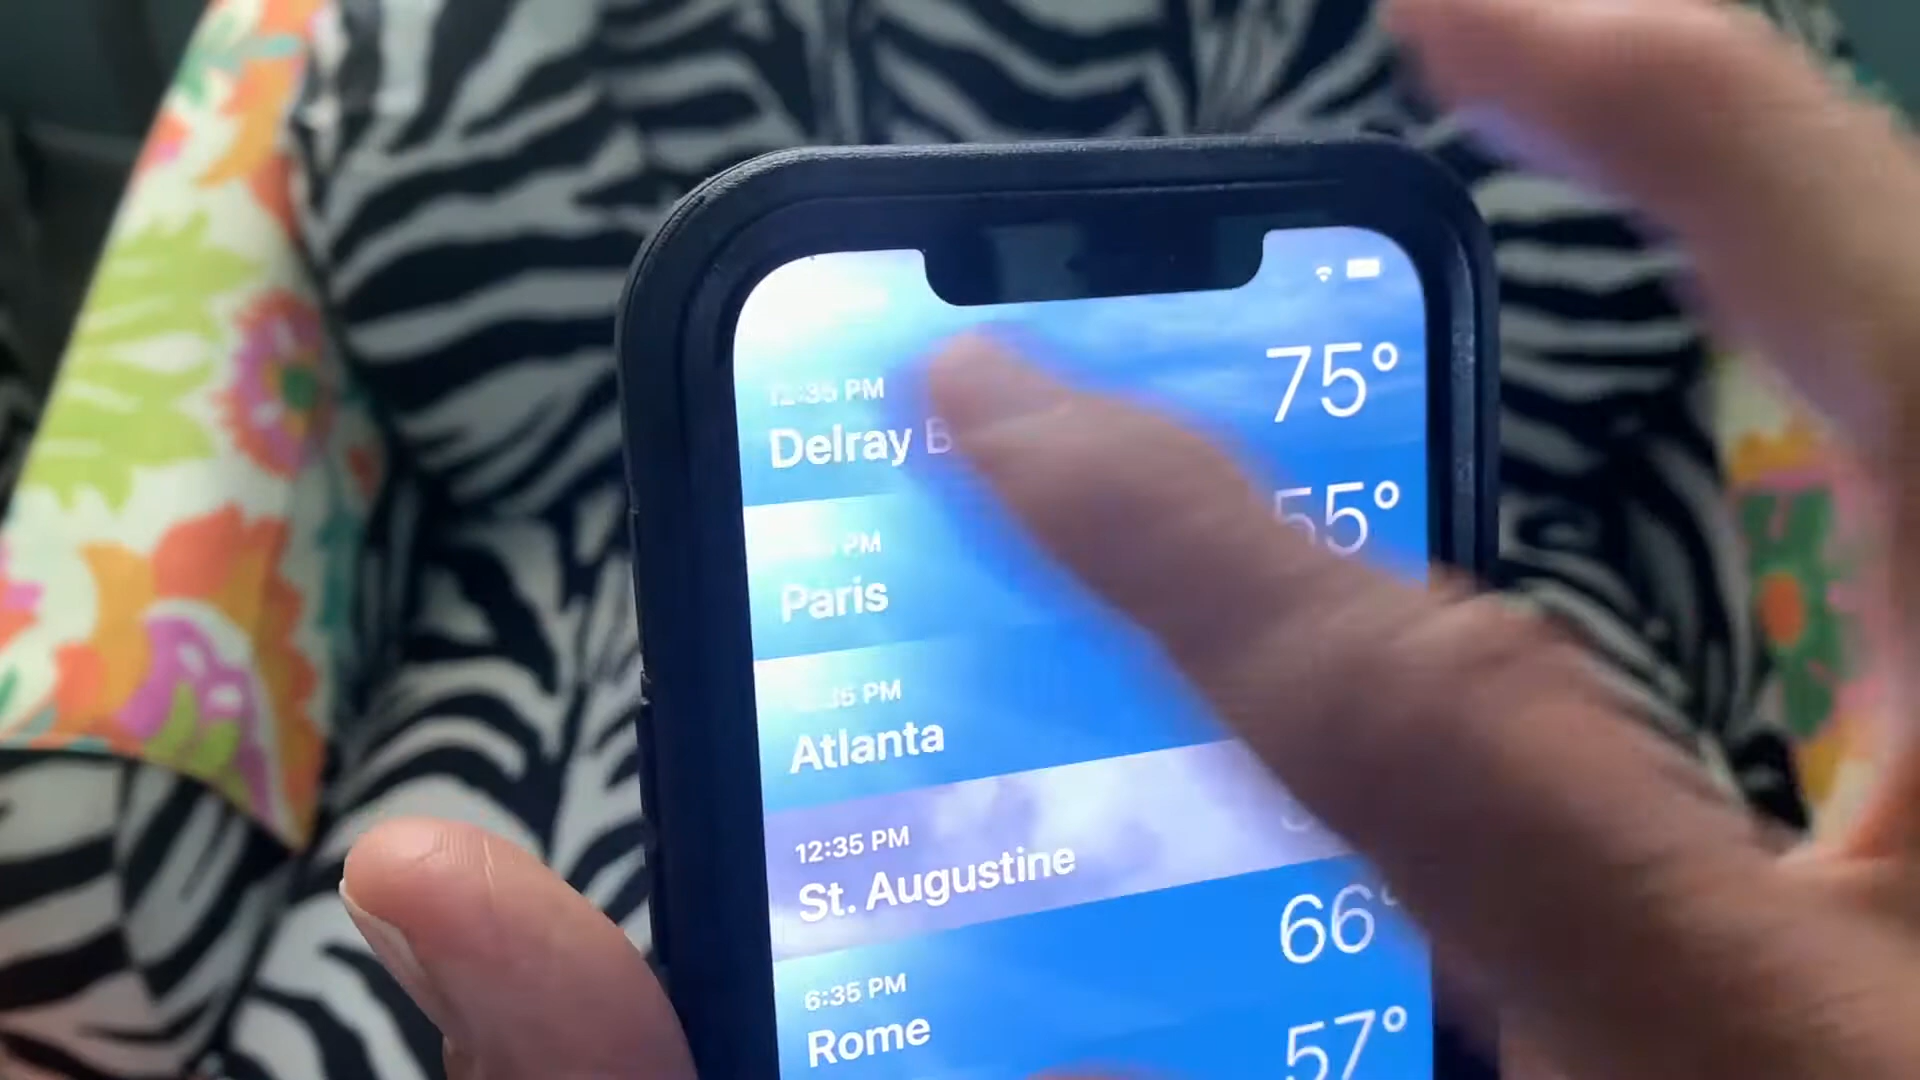 12:35 PM
Delray B
75°
PM
Paris
55°
:35 PM
Atlanta
12:35 PM
St. Augustine
66°
6:35 PM
Rome
57°